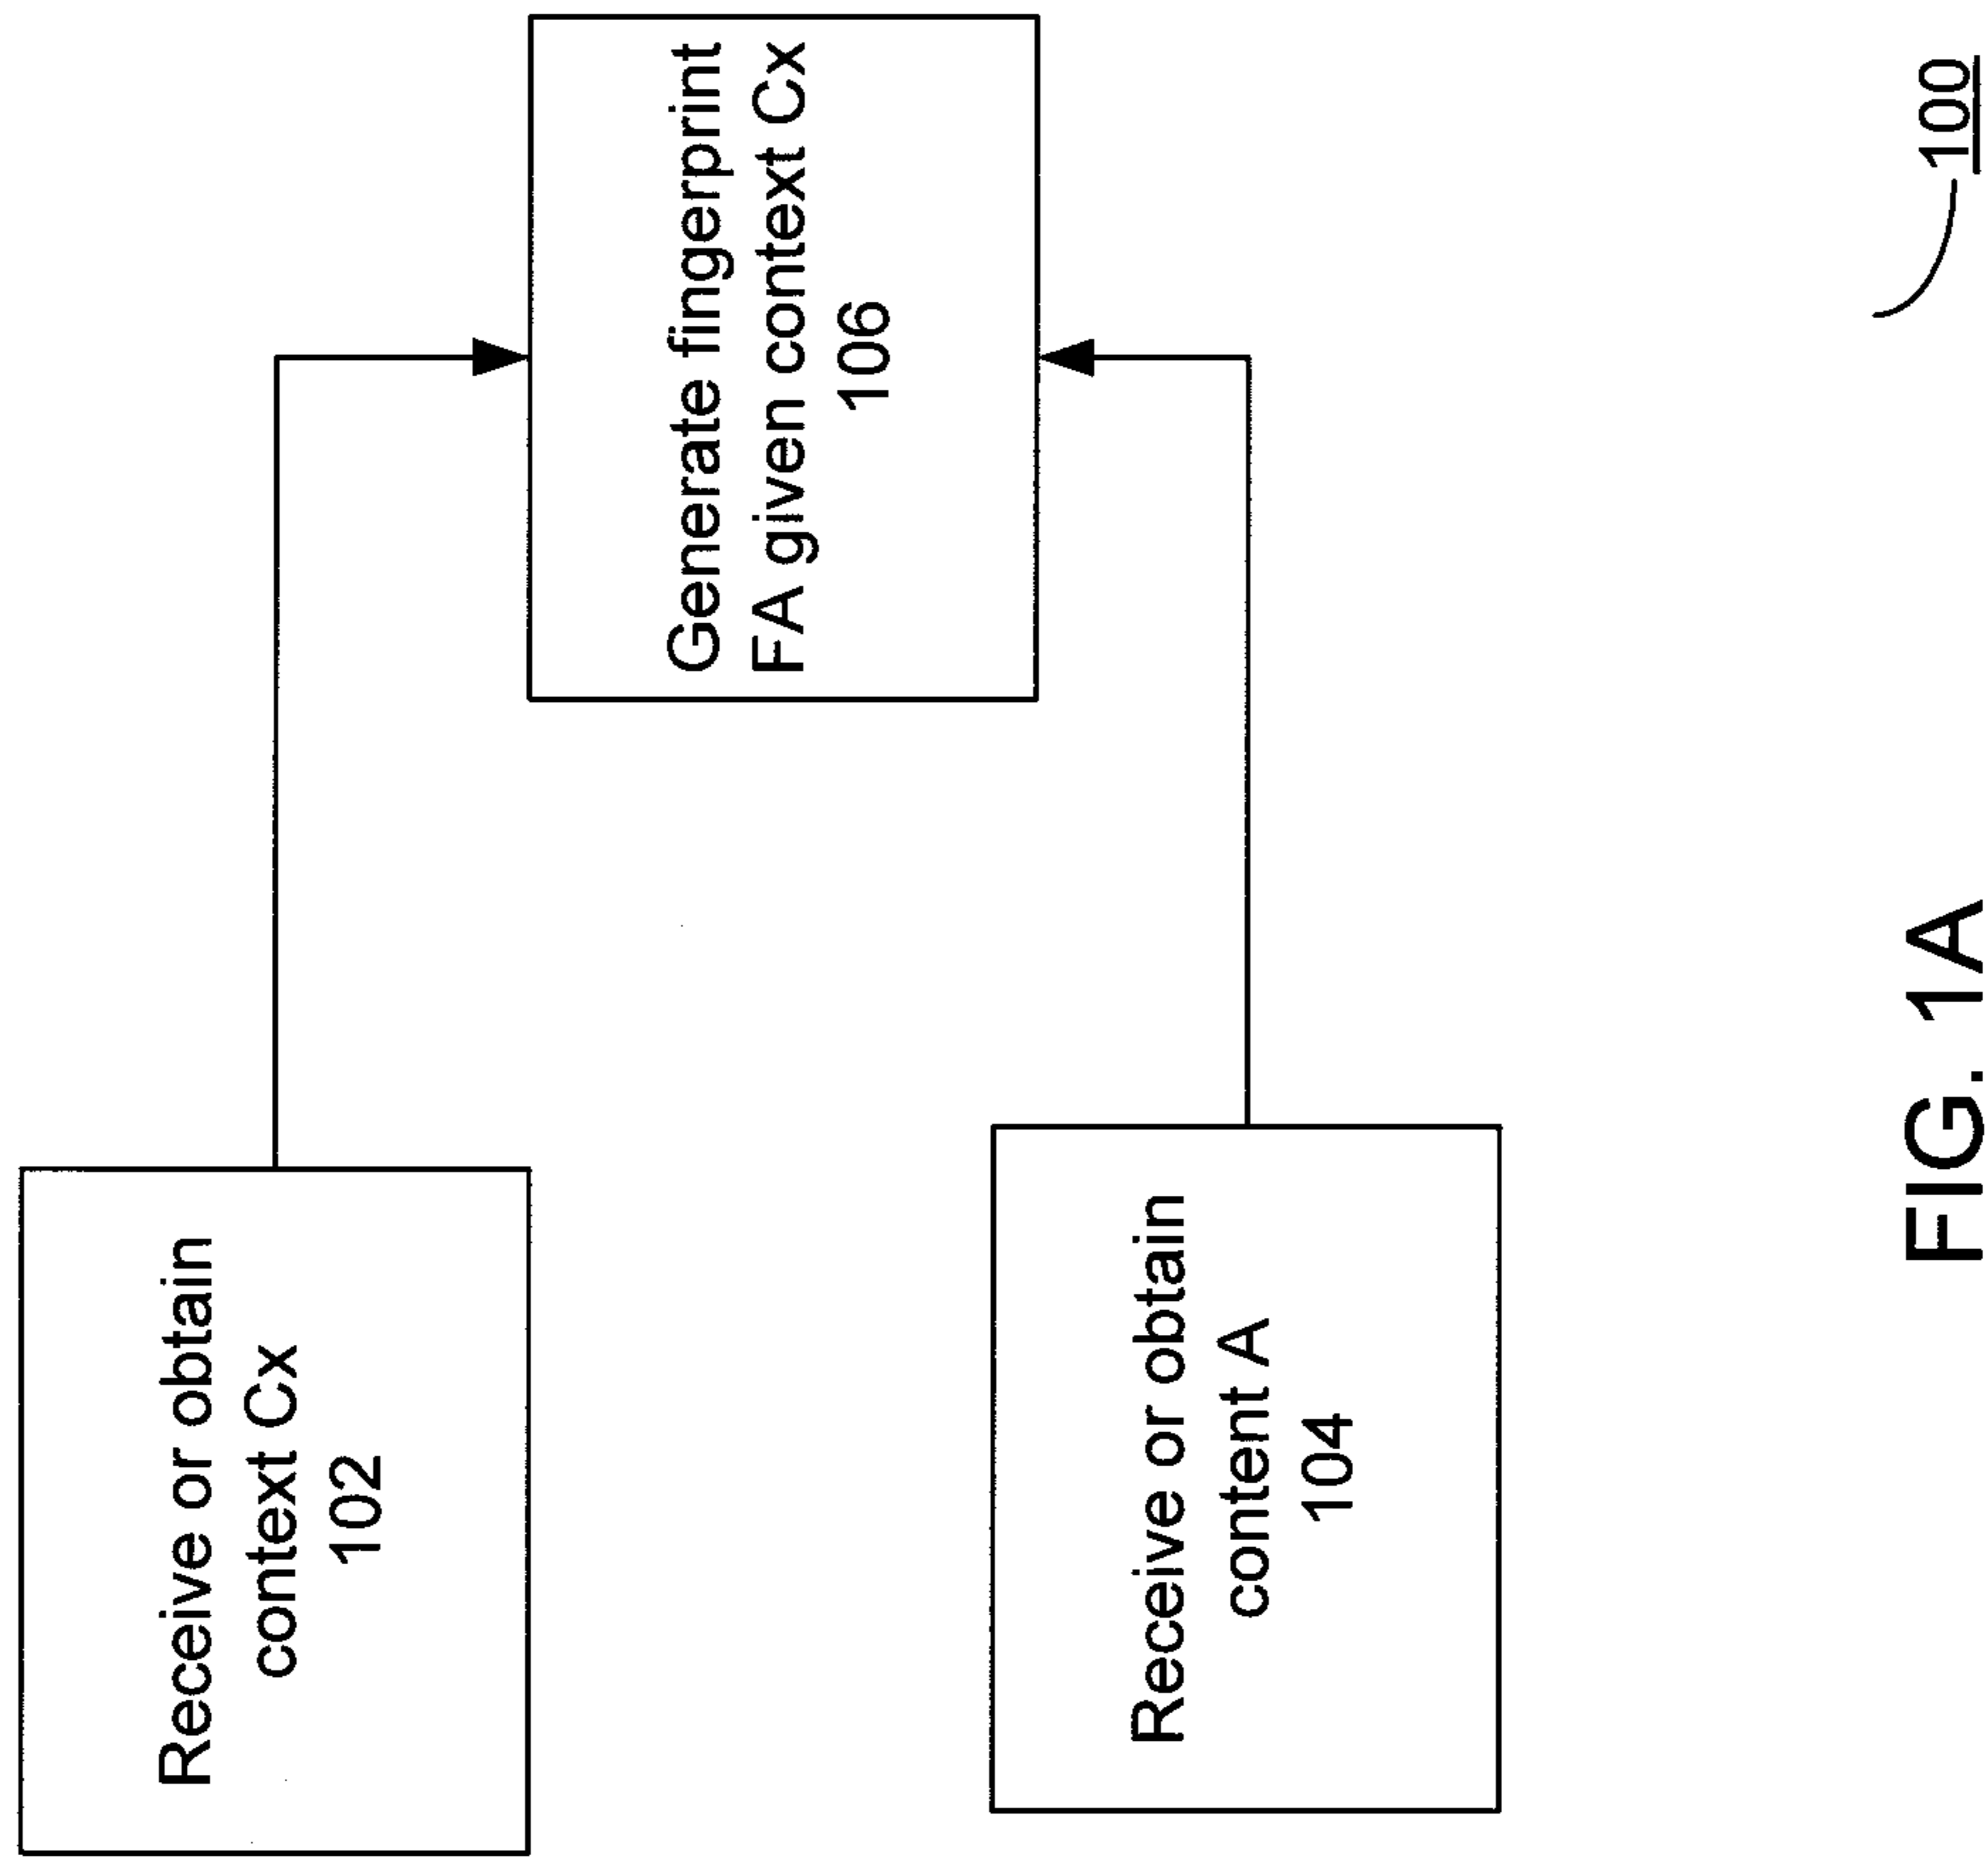 Receive or obtain
context Cx
102
Generate fingerprint
FA given context Cx
106
Receive or obtain
content A
104
100
FIG. 1A